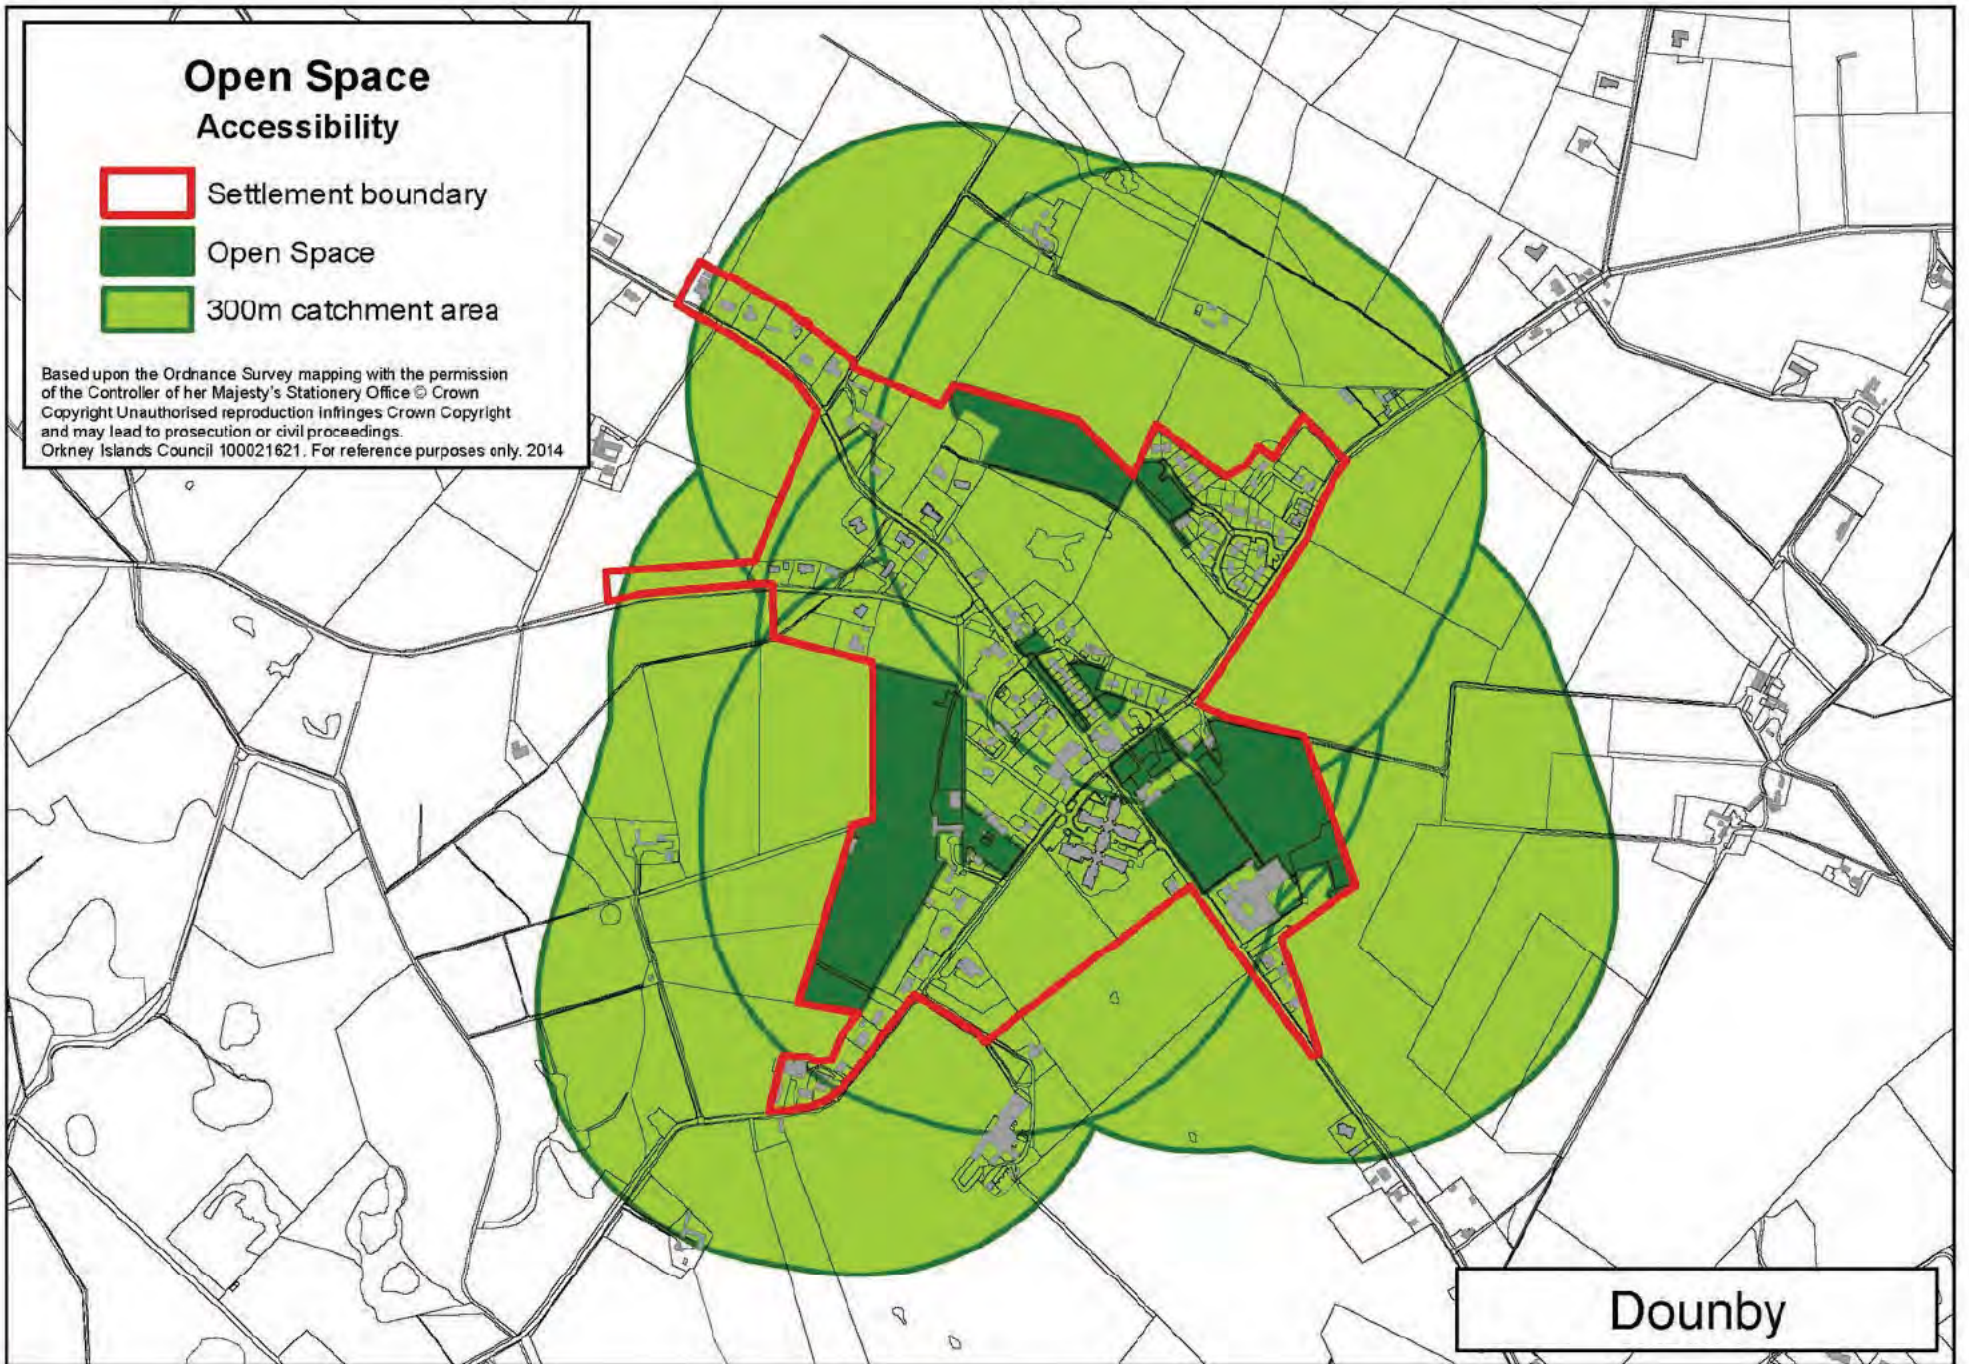 Open Space
Accessibility
Settlement boundary
Open Space
300m catchment area
Based upon the Ordnance Survey mapping with the permission
of the Controller of her Majesty's Stationery Office © Crown
Copyright Unauthorised reproduction infringes Crown Copyright
and may lead to prosecution or civil proceedings.
Orkney Islands Council 100021621. For reference purposes only. 2014
Dounby